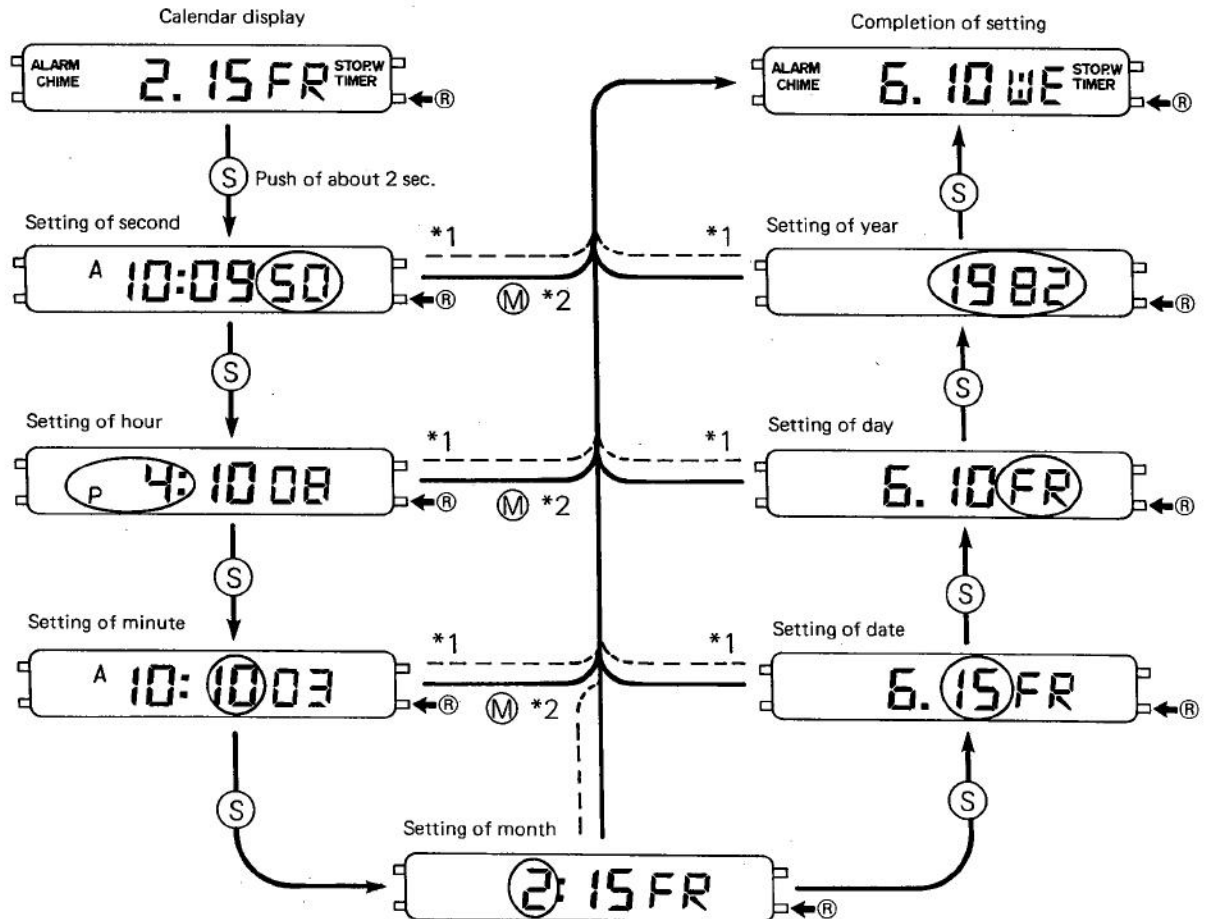 Calendar display
ALARM CHIME 2. 15 FR STOP.W TIMER
Ⓡ
Ⓢ Push of about 2 sec.
Setting of second
A 10:09 50
Ⓡ
*1
Ⓜ *2
Ⓢ
Setting of hour
P 4: 10 08
Ⓡ
*1
Ⓜ *2
Ⓢ
Setting of minute
A 10: 10 03
Ⓡ
*1
Ⓜ *2
Ⓢ
Setting of month
2: 15 FR
Ⓡ
Ⓢ
Setting of date
*1
6. 15 FR
Ⓡ
Ⓢ
Setting of day
*1
6. 10 FR
Ⓡ
Ⓢ
Setting of year
*1
1982
Ⓡ
Ⓢ
Completion of setting
ALARM CHIME 6. 10 WE STOP.W TIMER
Ⓡ